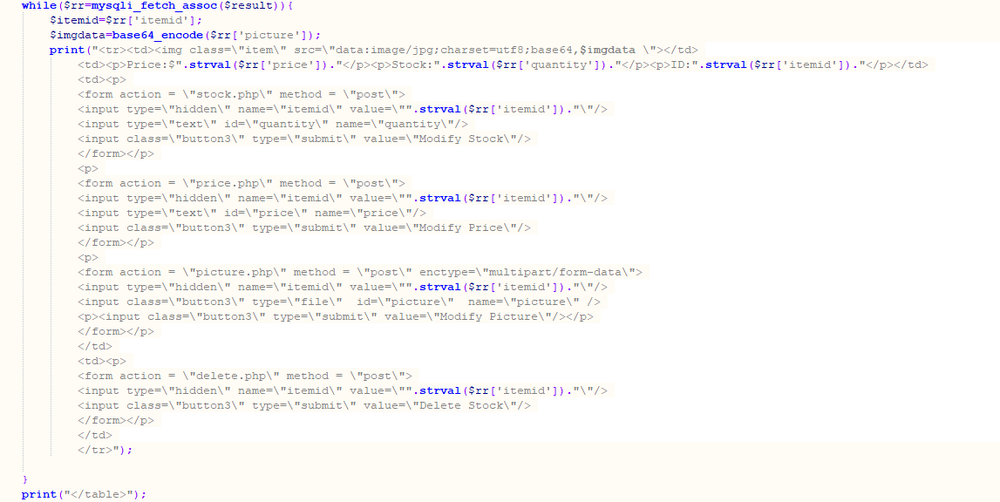 while($rr=mysqli_fetch_assoc($result)){
$itemid=$rr['itemid'];
$imgdata=base64_encode($rr['picture']);
print("<tr><td><img class=\"item\" src=\"data:image/jpg;charset=utf8;base64,$imgdata \"></td>
<td><p>Price:$".strval($rr['price'])."</p><p>Stock:".strval($rr['quantity'])."</p><p>ID:".strval($rr['itemid'])."</p></td>
<td><p>
<form action = \"stock.php\" method = \"post\">
<input type=\"hidden\" name=\"itemid\" value=\"".strval($rr['itemid'])."\"/>
<input type=\"text\" id=\"quantity\" name=\"quantity\"/>
<input class=\"button3\" type=\"submit\" value=\"Modify Stock\"/>
</form></p>
<p>
<form action = \"price.php\" method = \"post\">
<input type=\"hidden\" name=\"itemid\" value=\"".strval($rr['itemid'])."\"/>
<input type=\"text\" id=\"price\" name=\"price\"/>
<input class=\"button3\" type=\"submit\" value=\"Modify Price\"/>
</form></p>
<p>
<form action = \"picture.php\" method = \"post\" enctype=\"multipart/form-data\">
<input type=\"hidden\" name=\"itemid\" value=\"".strval($rr['itemid'])."\"/>
<input class=\"button3\" type=\"file\"  id=\"picture\"  name=\"picture\" />
<p><input class=\"button3\" type=\"submit\" value=\"Modify Picture\"/></p>
</form></p>
</td>
<td><p>
<form action = \"delete.php\" method = \"post\">
<input type=\"hidden\" name=\"itemid\" value=\"".strval($rr['itemid'])."\"/>
<input class=\"button3\" type=\"submit\" value=\"Delete Stock\"/>
</form></p>
</td>
</tr>");
}
print("</table>");